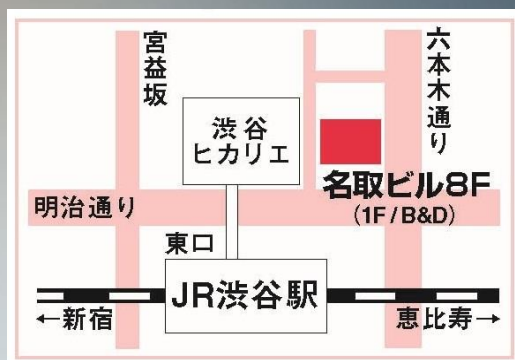 宮益坂
六本木通り
渋谷
ヒカリエ
名取ビル8F
(1F/B&D)
明治通り
東口
JR渋谷駅
←新宿
恵比寿→